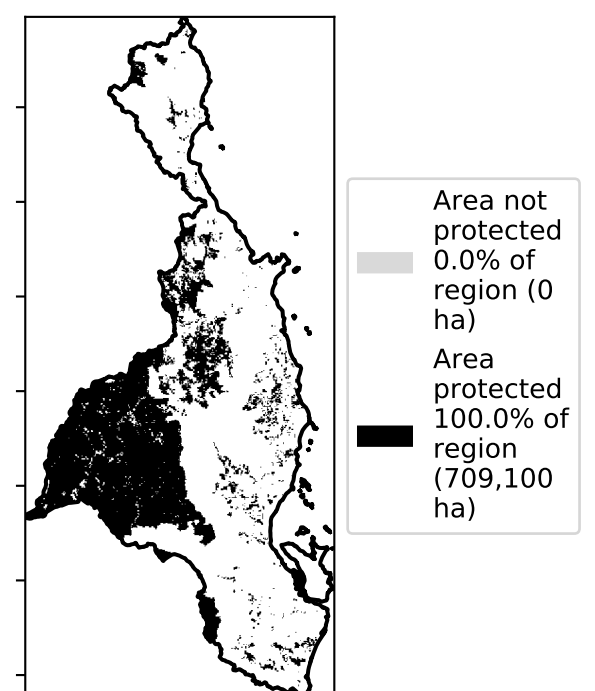 Area not
protected
0.0% of
region (0
ha)
Area
protected
100.0% of
region
(709,100
ha)